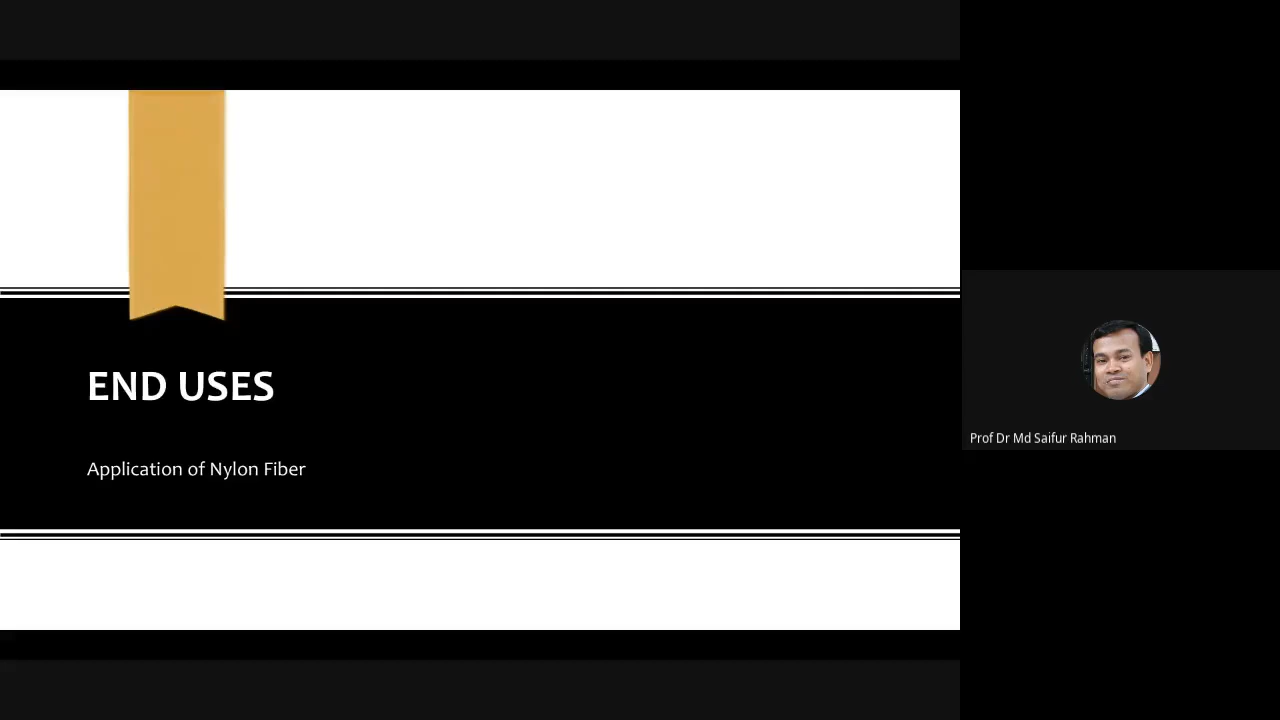 END USES
Application of Nylon Fiber
Prof Dr Md Saifur Rahman